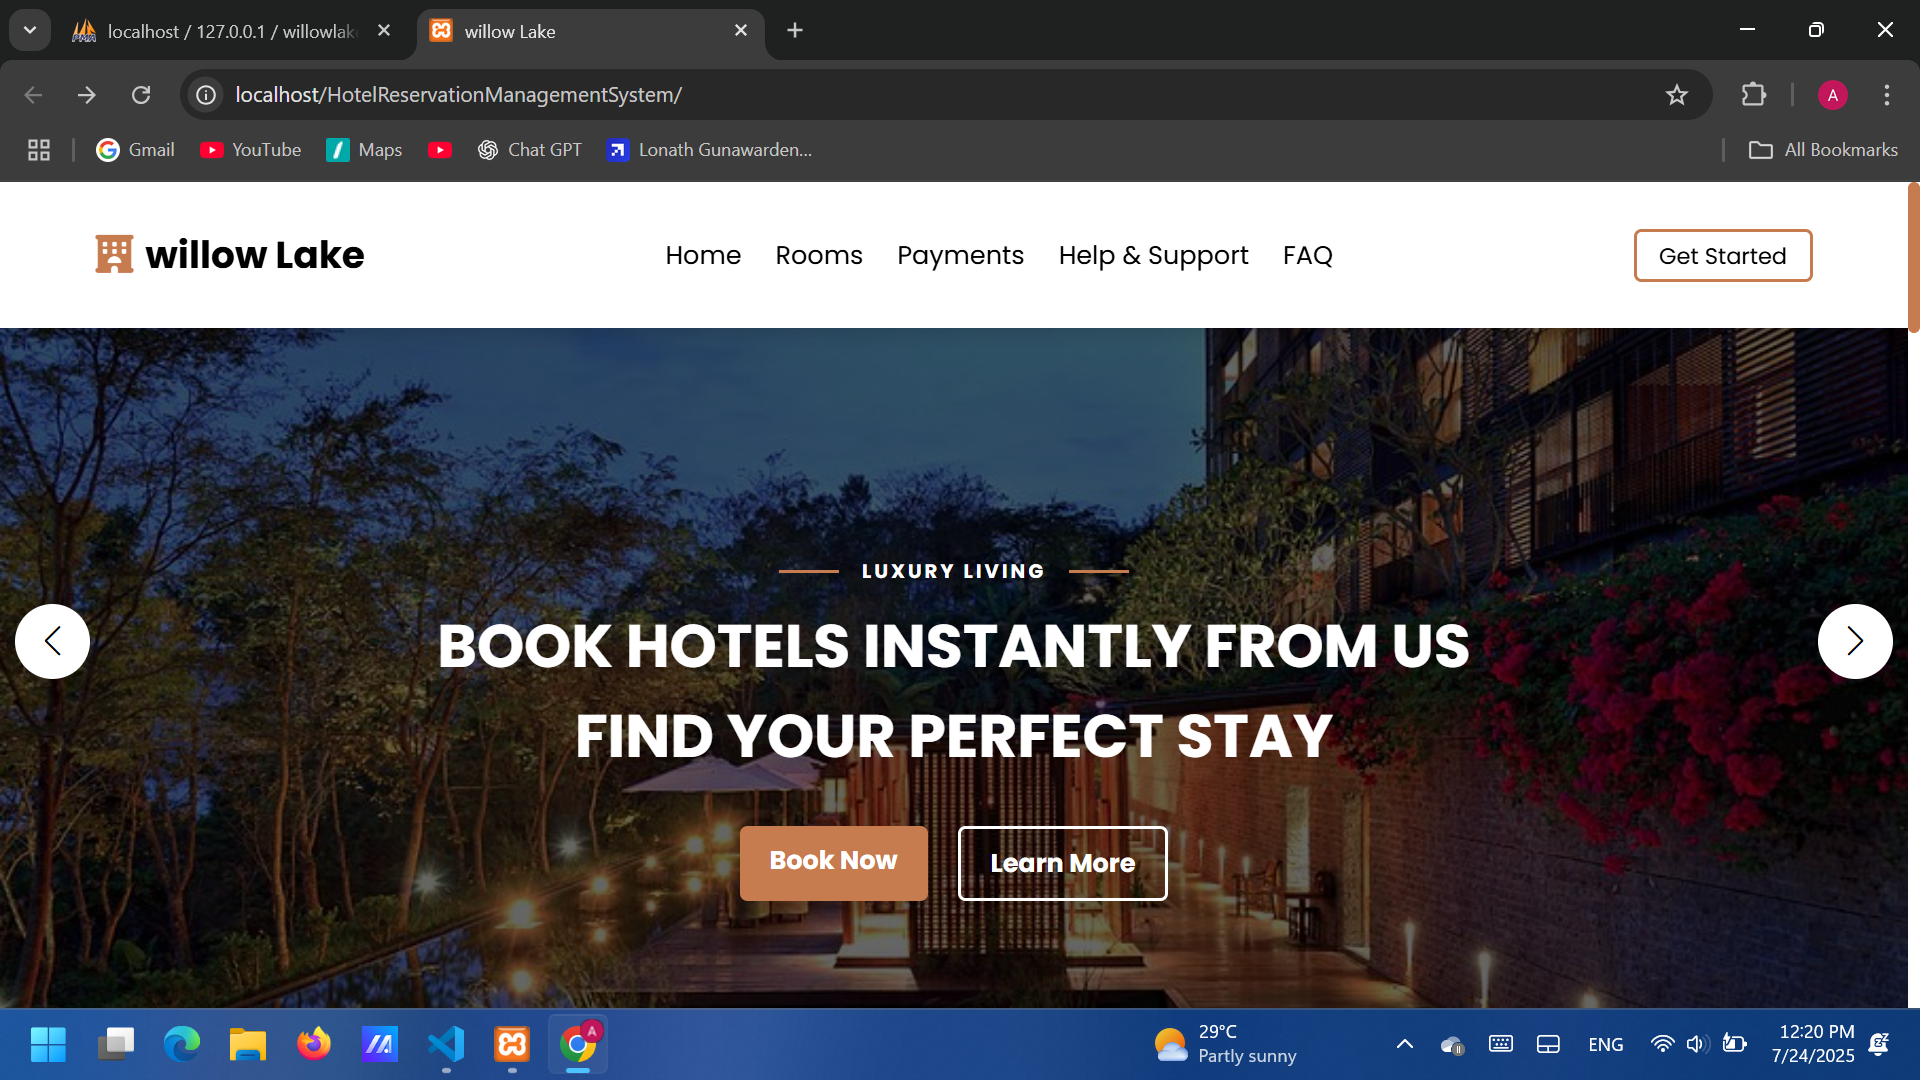 localhost / 127.0.0.1 / willowlake
willow Lake
localhost/HotelReservationManagementSystem/
A
Gmail
YouTube
Maps
Chat GPT
Lonath Gunawarden...
All Bookmarks
willow Lake
Home
Rooms
Payments
Help & Support
FAQ
Get Started
LUXURY LIVING
BOOK HOTELS INSTANTLY FROM US
FIND YOUR PERFECT STAY
Book Now
Learn More
A
29°C
Partly sunny
ENG
12:20 PM
7/24/2025